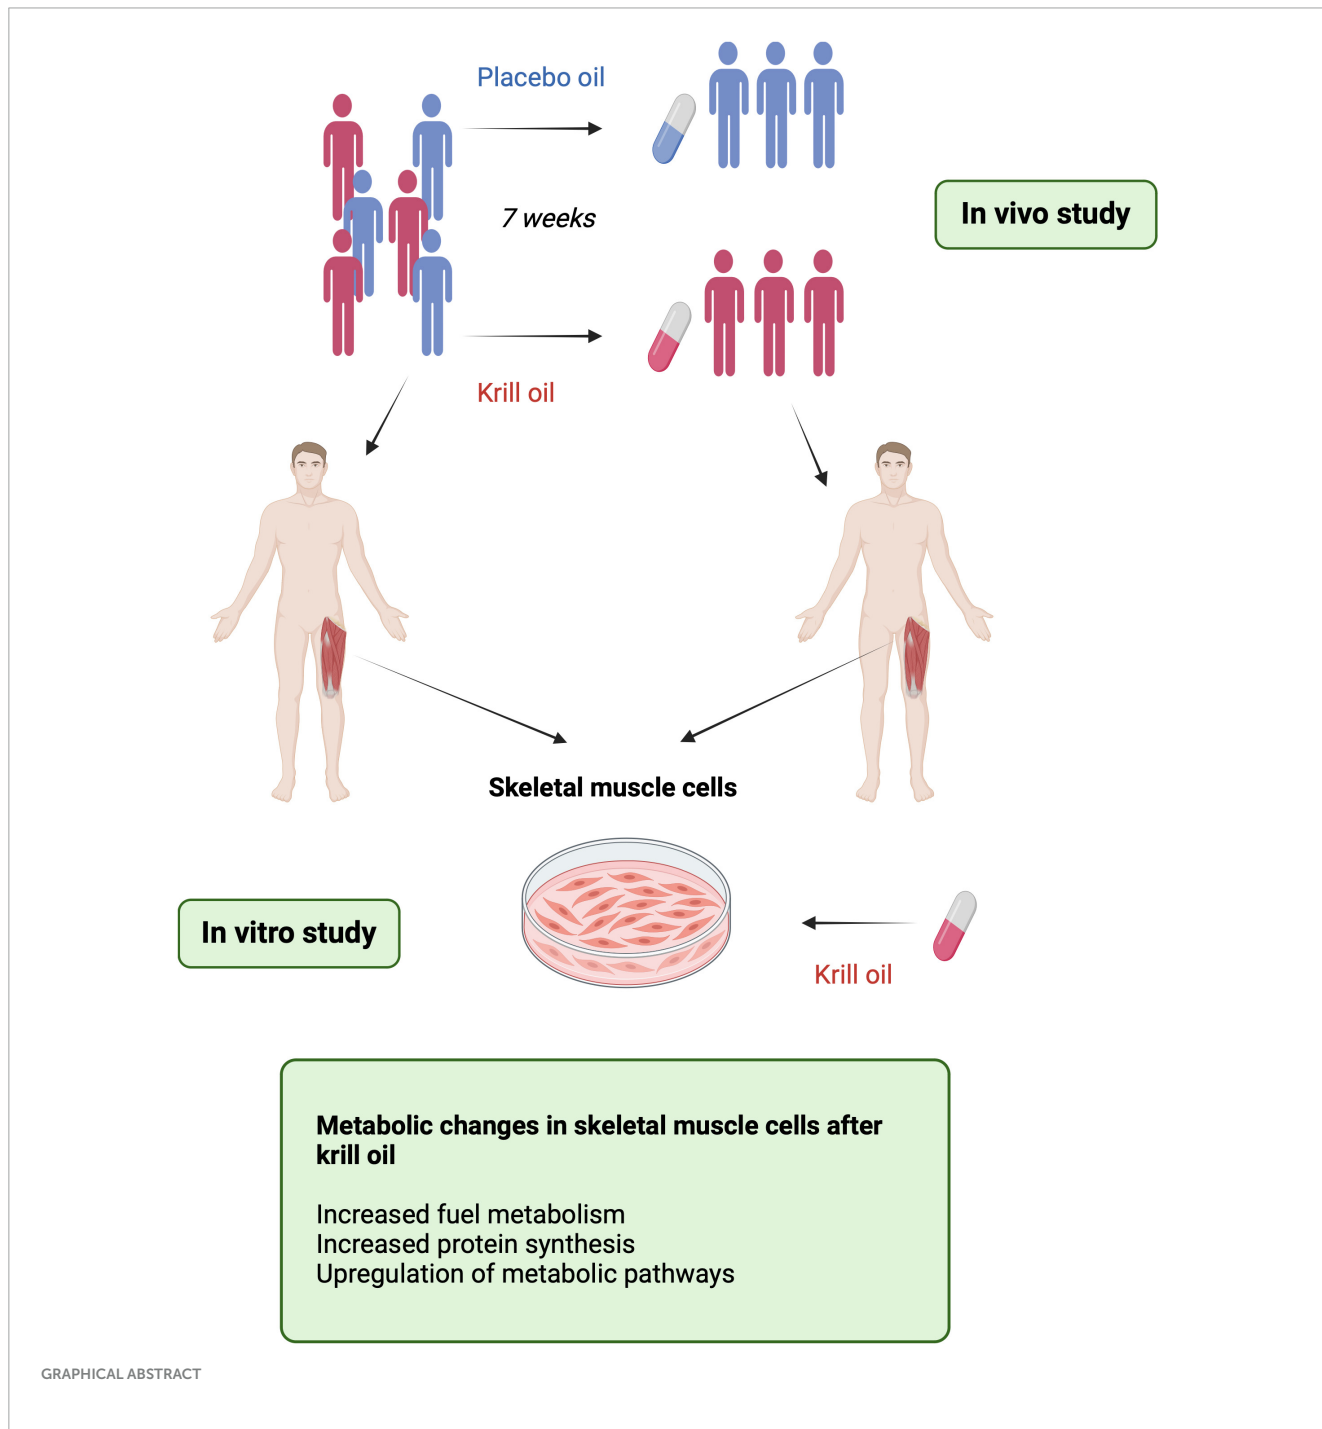 Placebo oil
7 weeks
In vivo study
Krill oil
Skeletal muscle cells
In vitro study
Krill oil
Metabolic changes in skeletal muscle cells after
krill oil
Increased fuel metabolism
Increased protein synthesis
Upregulation of metabolic pathways
GRAPHICAL ABSTRACT